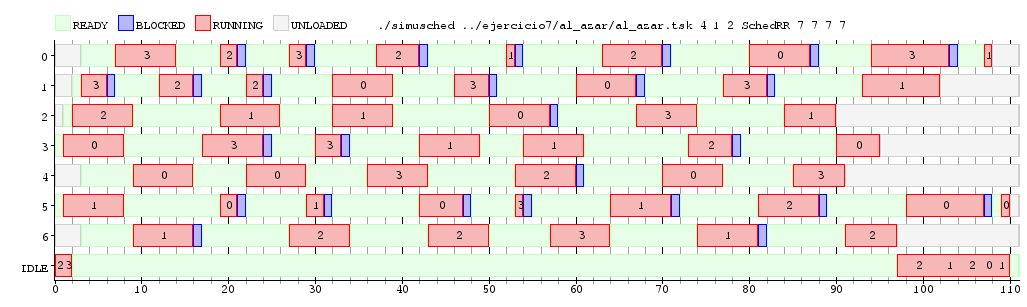 READY BLOCKED RUNNING UNLOADED ./simusched ../ejercicio7/al_azar/al_azar.tsk 4 1 2 SchedRR 7 7 7 7
0 3 2 3 2 1 2 0 3 1
1 3 2 2 0 3 0 3 1
2 2 1 1 0 3 1
3 0 3 3 1 1 2 0
4 0 0 3 2 0 3
5 1 0 1 0 3 1 2 0 0
6 1 2 2 3 1 2
IDLE 2 3 2 1 2 0 1
0 10 20 30 40 50 60 70 80 90 100 110